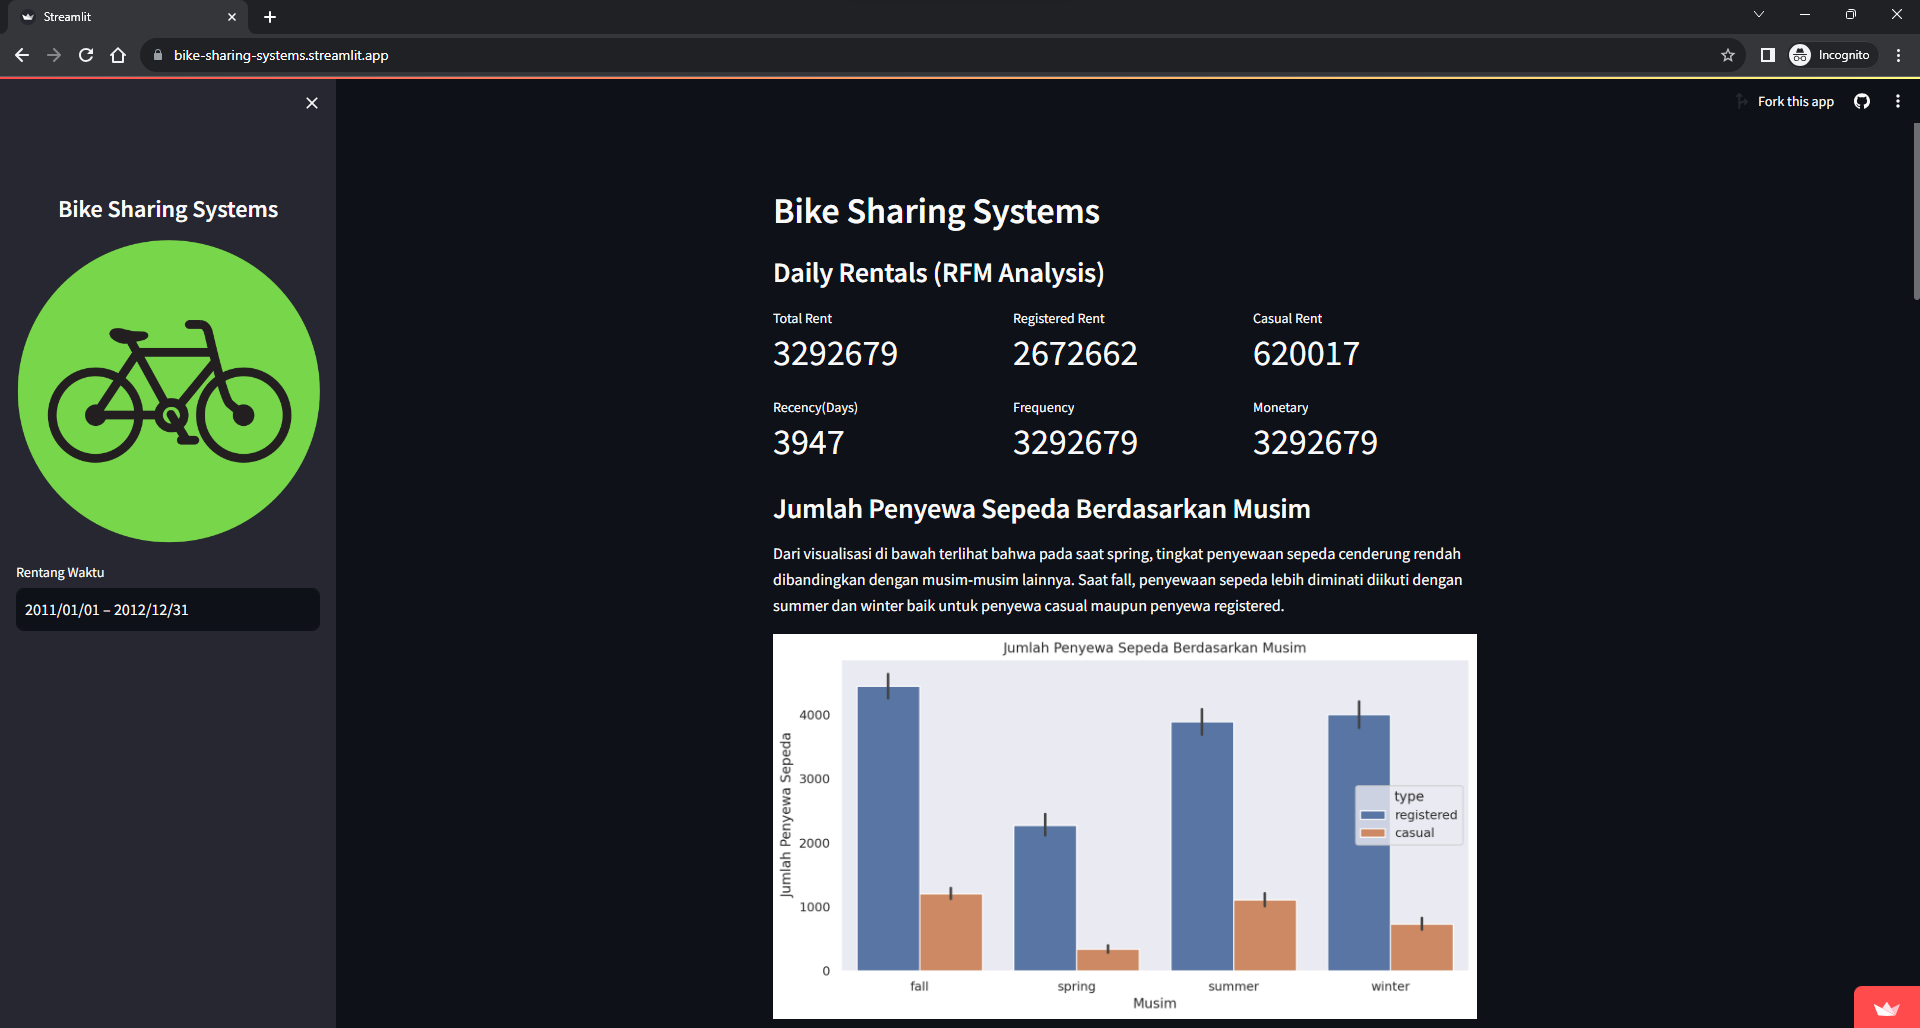 Streamlit
bike-sharing-systems.streamlit.app
Incognito
Fork this app
Bike Sharing Systems
Rentang Waktu
2011/01/01 – 2012/12/31
Bike Sharing Systems
Daily Rentals (RFM Analysis)
Total Rent
Registered Rent
Casual Rent
3292679
2672662
620017
Recency(Days)
Frequency
Monetary
3947
3292679
3292679
Jumlah Penyewa Sepeda Berdasarkan Musim
Dari visualisasi di bawah terlihat bahwa pada saat spring, tingkat penyewaan sepeda cenderung rendah
dibandingkan dengan musim-musim lainnya. Saat fall, penyewaan sepeda lebih diminati diikuti dengan
summer dan winter baik untuk penyewa casual maupun penyewa registered.
Jumlah Penyewa Sepeda Berdasarkan Musim
Jumlah Penyewa Sepeda
4000
3000
2000
1000
0
type
registered
casual
fall
spring
summer
winter
Musim